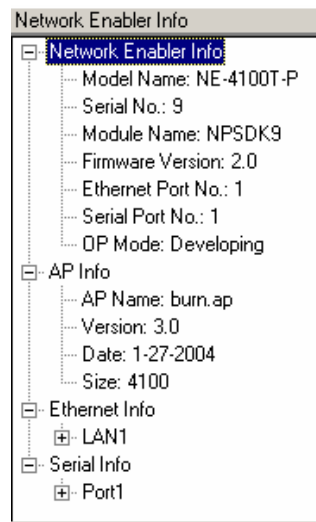 Network Enabler Info
Network Enabler Info
Model Name: NE-4100T-P
Serial No.: 9
Module Name: NPSDK9
Firmware Version: 2.0
Ethernet Port No.: 1
Serial Port No.: 1
OP Mode: Developing
AP Info
AP Name: burn.ap
Version: 3.0
Date: 1-27-2004
Size: 4100
Ethernet Info
LAN1
Serial Info
Port1